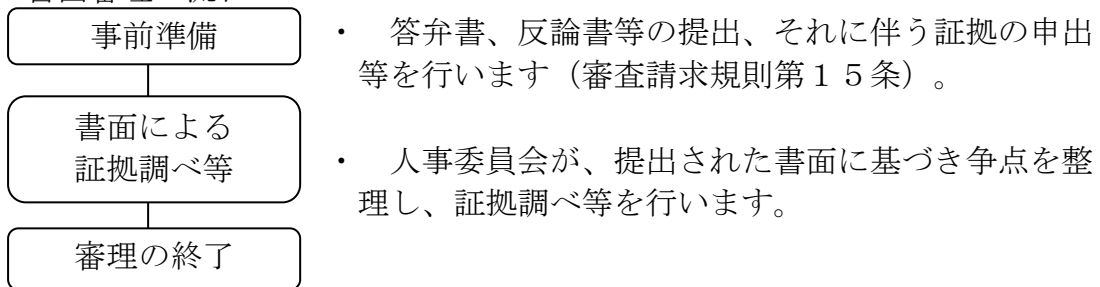 事前準備
・　答弁書、反論書等の提出、それに伴う証拠の申出
等を行います（審査請求規則第１５条）。
書面による
証拠調べ等
・　人事委員会が、提出された書面に基づき争点を整
理し、証拠調べ等を行います。
審理の終了